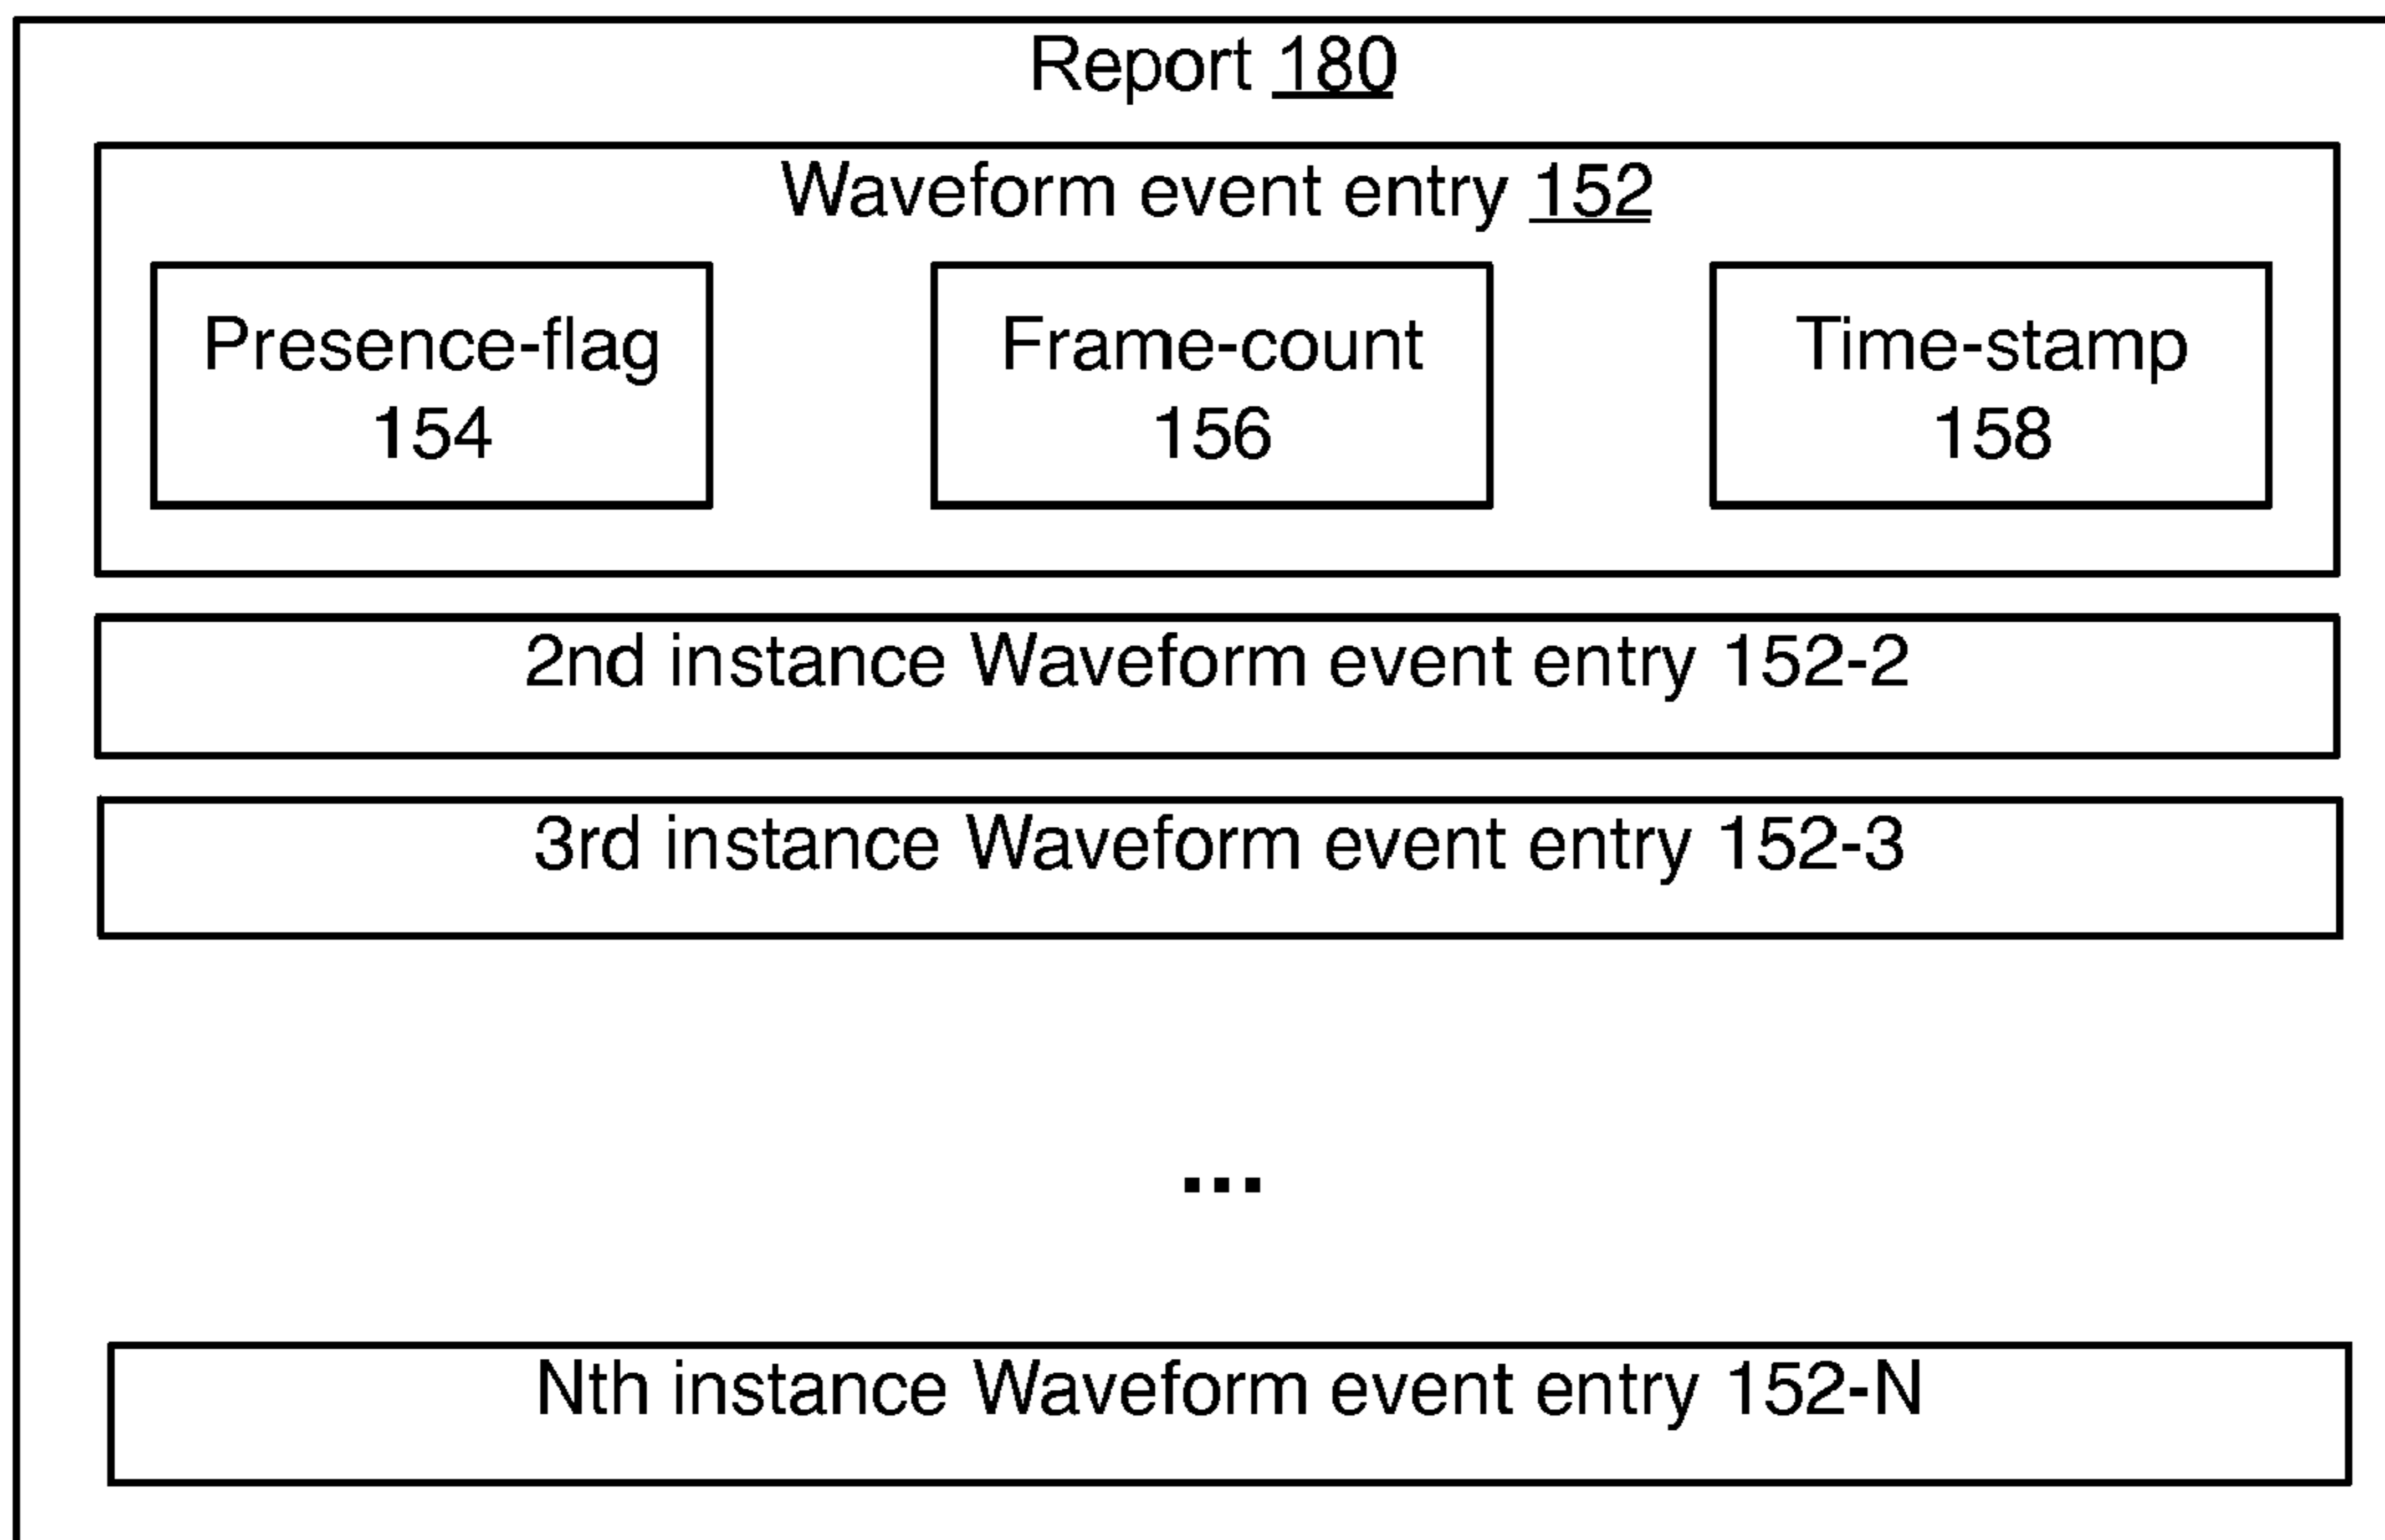 Report 180
Waveform event entry 152
Presence-flag
154
Frame-count
156
Time-stamp
158
2nd instance Waveform event entry 152-2
3rd instance Waveform event entry 152-3
...
Nth instance Waveform event entry 152-N